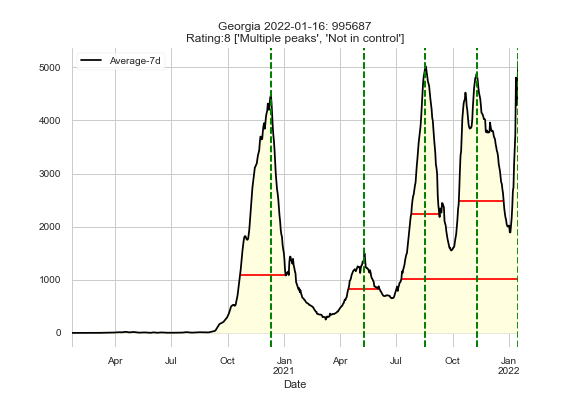 Georgia 2022-01-16: 995687
Rating:8 ['Multiple peaks', 'Not in control']
Average-7d
5000
4000
3000
2000
1000
0
Apr Jul Oct Jan Apr Jul Oct Jan
2021 2022
Date